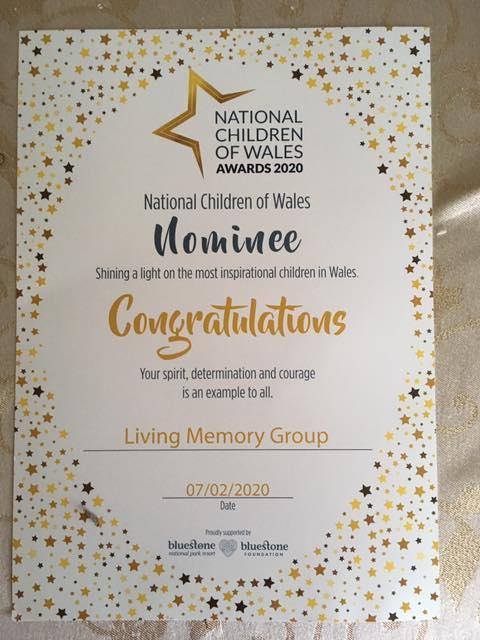 NATIONAL
CHILDREN
OF WALES
AWARDS 2020
National Children of Wales
Nominee
Shining a light on the most inspirational children in Wales.
Congratulations
Your spirit, determination and courage
is an example to all.
Living Memory Group
07/02/2020
Date
Proudly supported by
bluestone
national park resort
bluestone
FOUNDATION